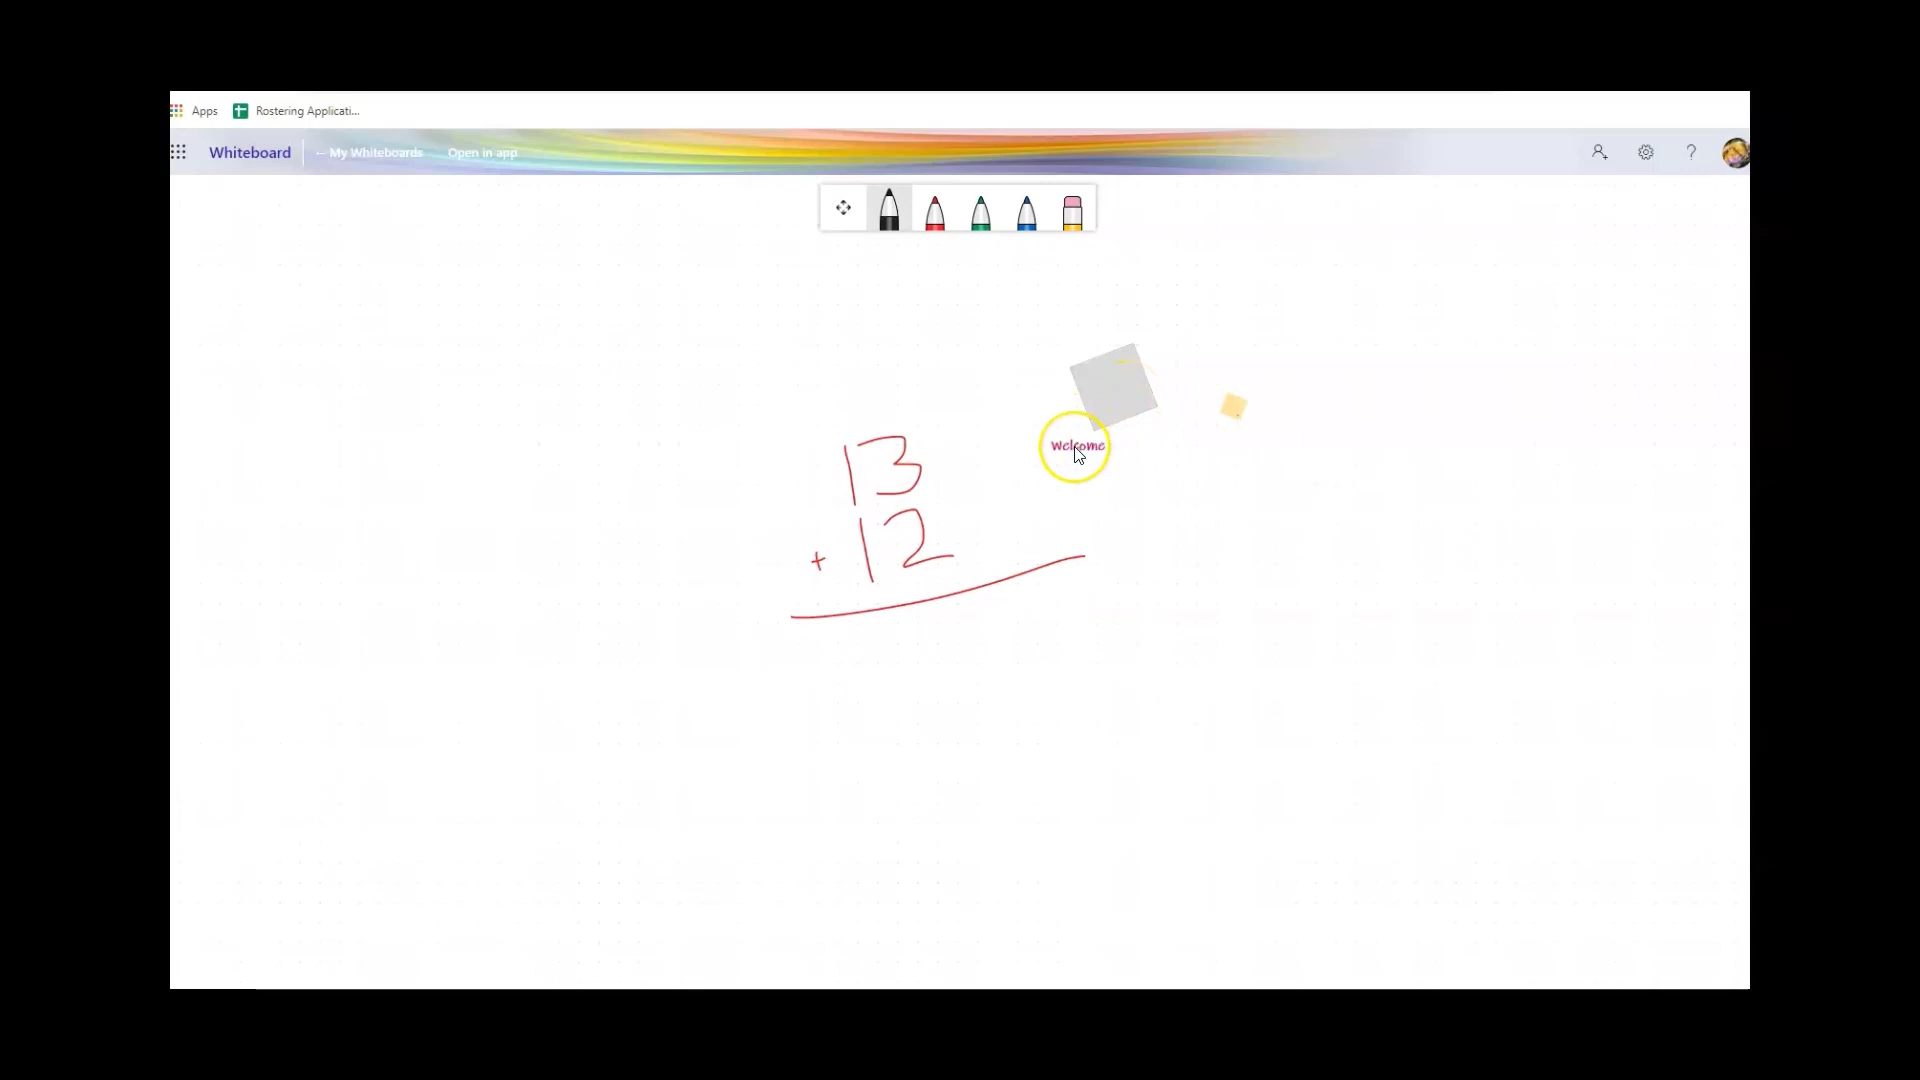 Apps Rostering Applicati...
Whiteboard ← My Whiteboards Open in app ?
Welcome
13
+ 12